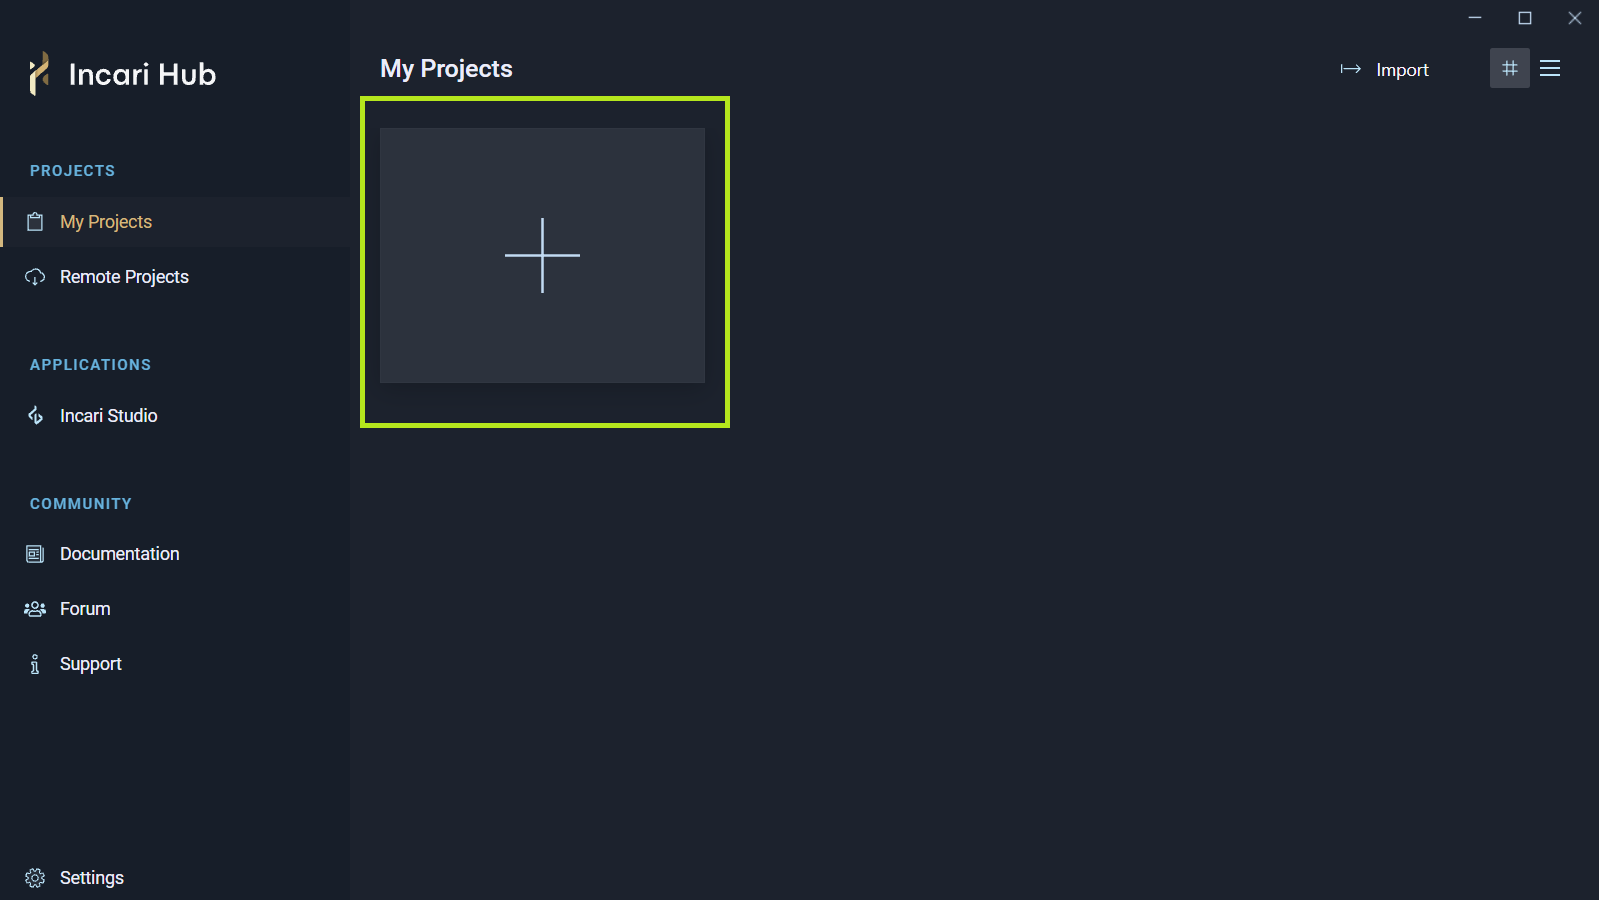 Incari Hub
PROJECTS
My Projects
Remote Projects
APPLICATIONS
Incari Studio
COMMUNITY
Documentation
Forum
Support
Settings
My Projects
Import